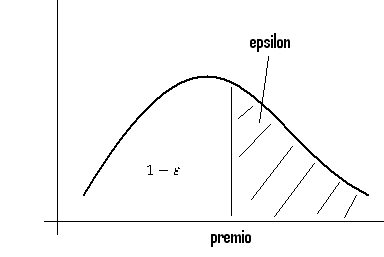 epsilon
1 − ε
premio